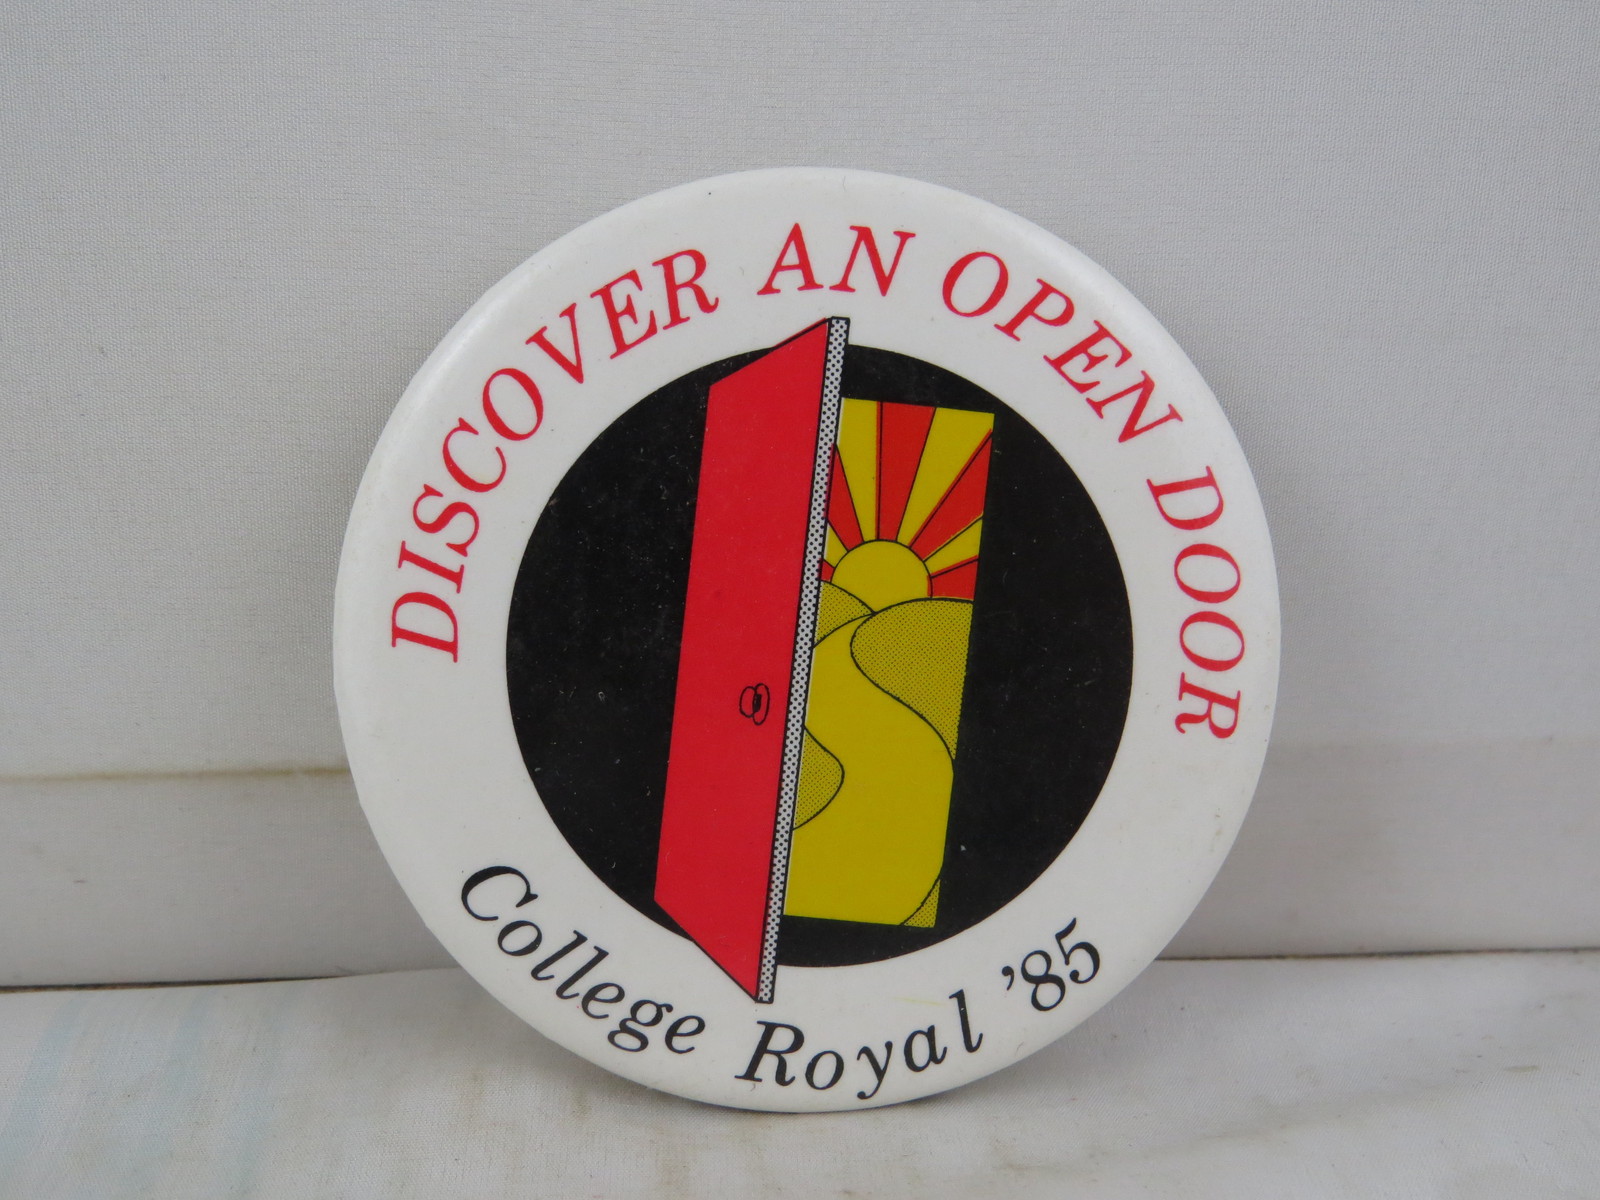 DISCOVER AN OPEN DOOR
College Royal '85